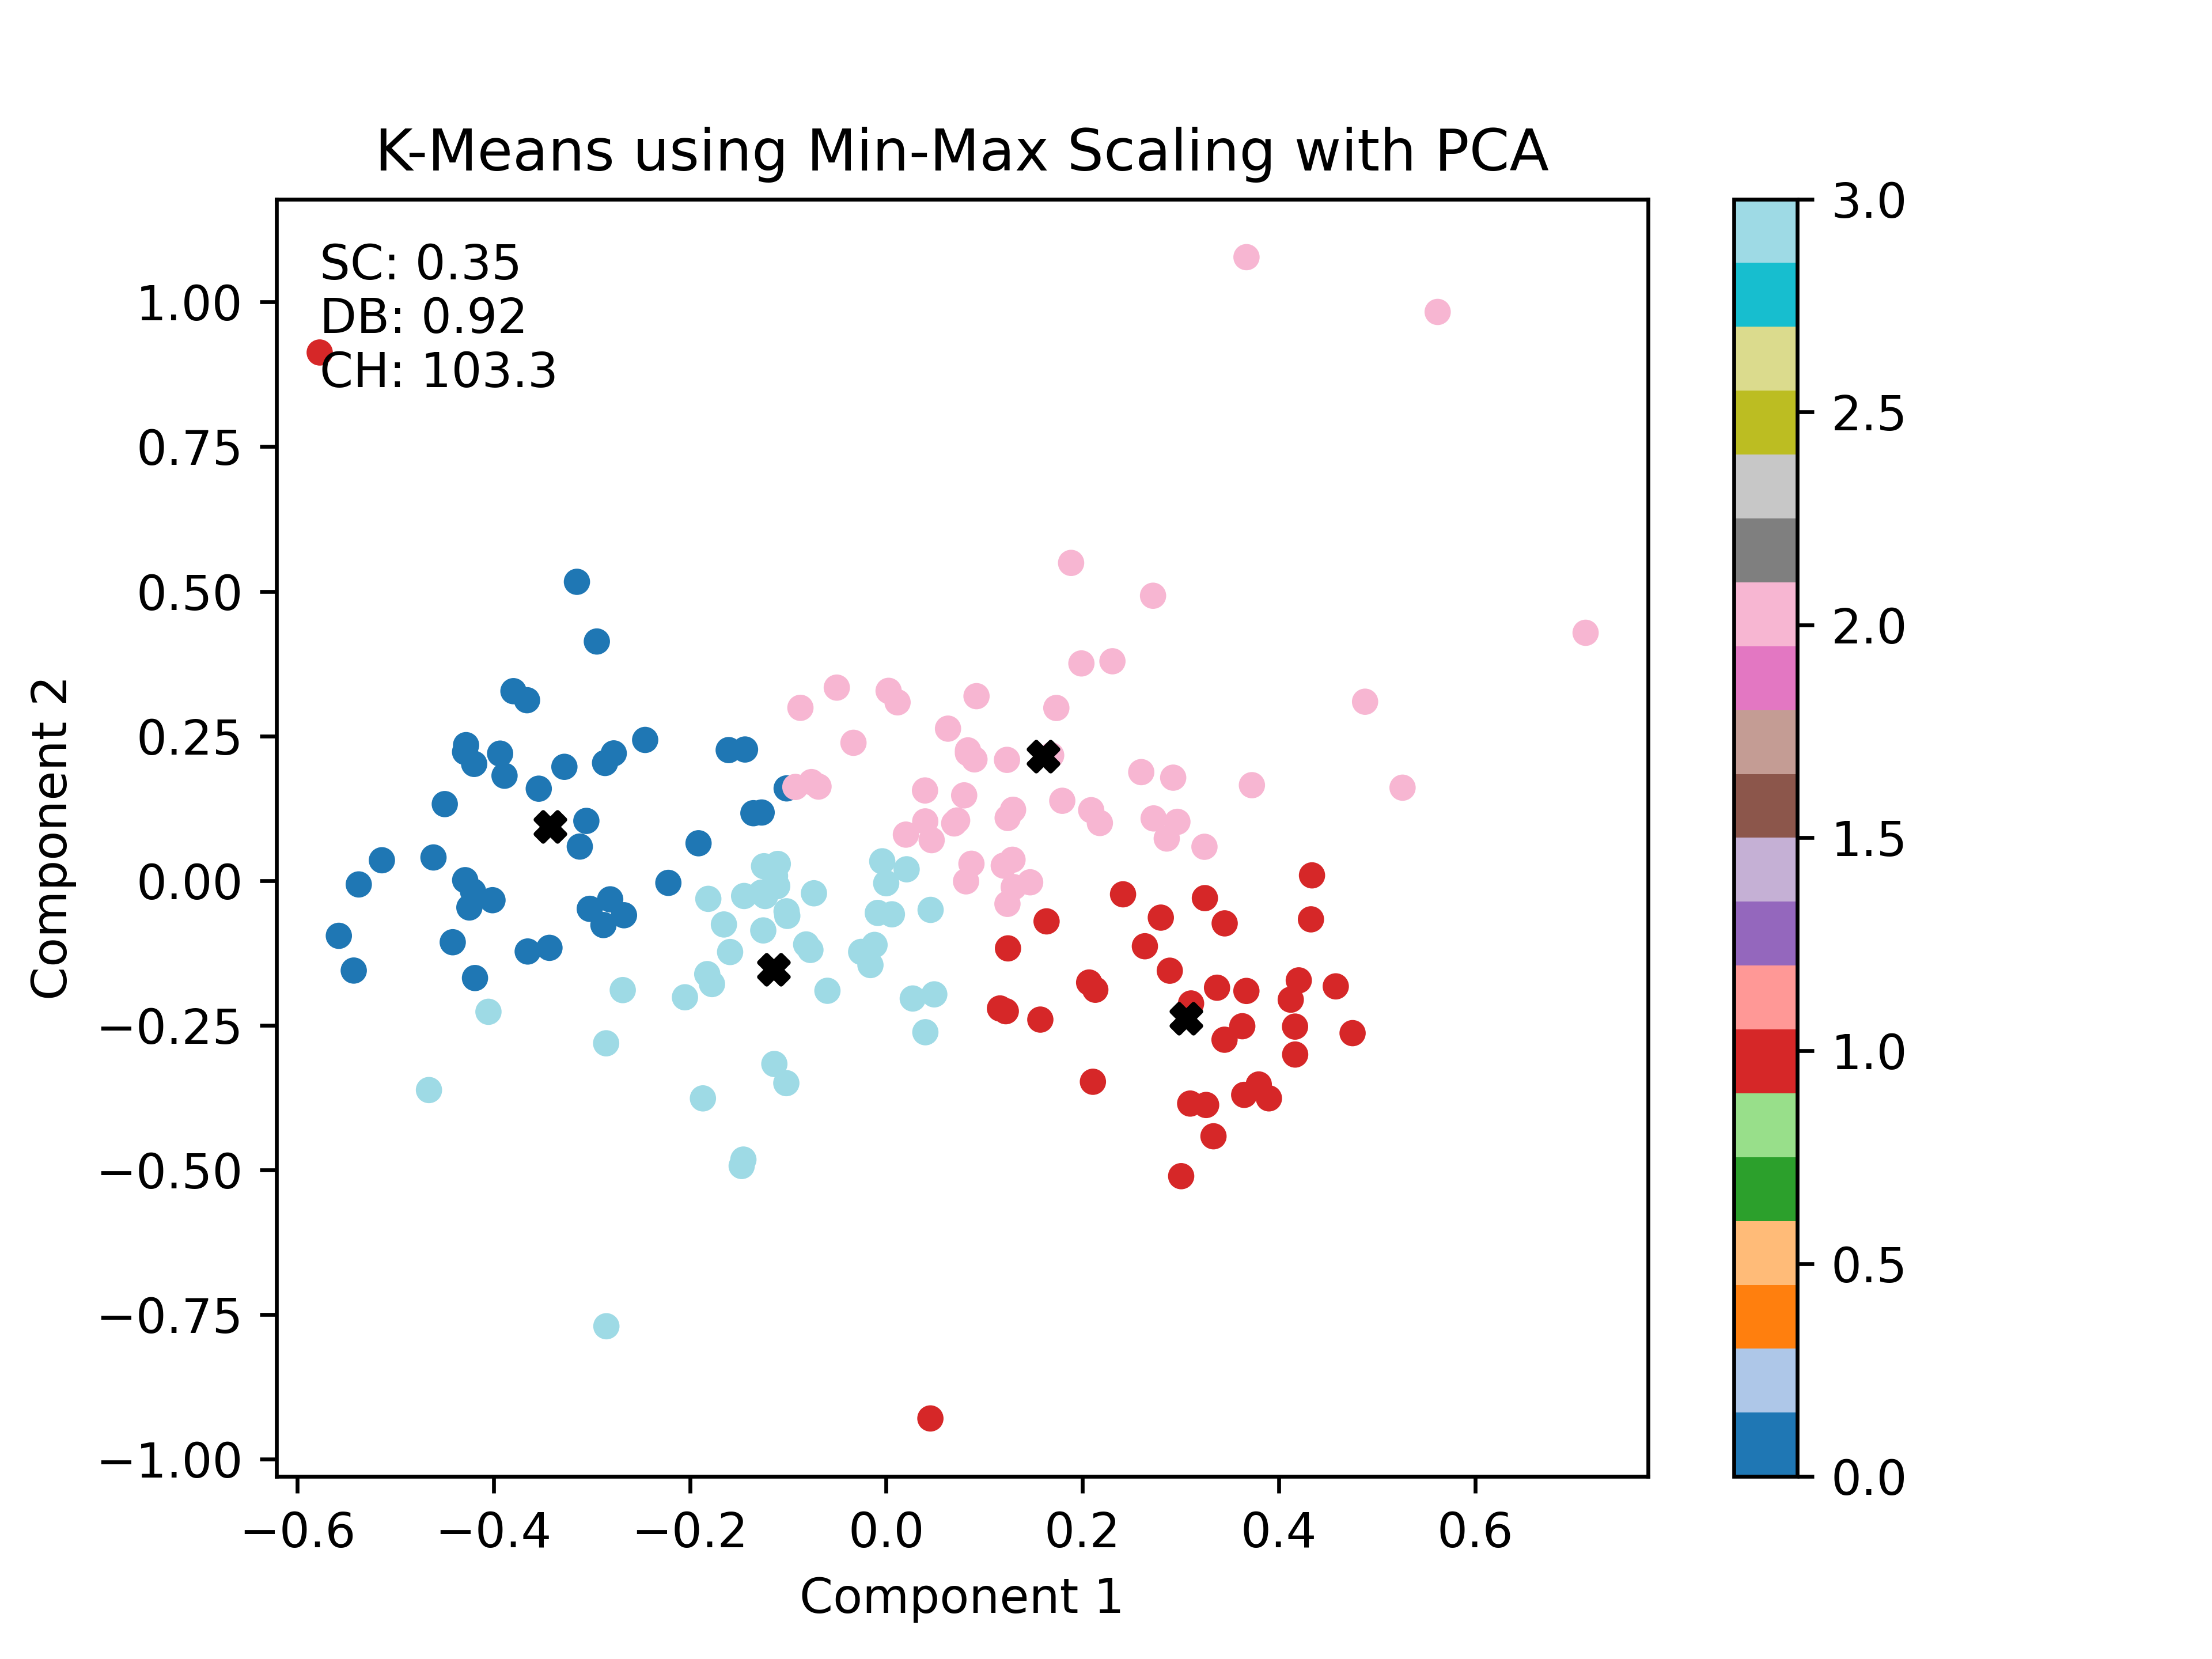 K-Means using Min-Max Scaling with PCA
SC: 0.35
DB: 0.92
CH: 103.3
Component 2
1.00
0.75
0.50
0.25
0.00
−0.25
−0.50
−0.75
−1.00
−0.6 −0.4 −0.2 0.0 0.2 0.4 0.6
Component 1
3.0
2.5
2.0
1.5
1.0
0.5
0.0